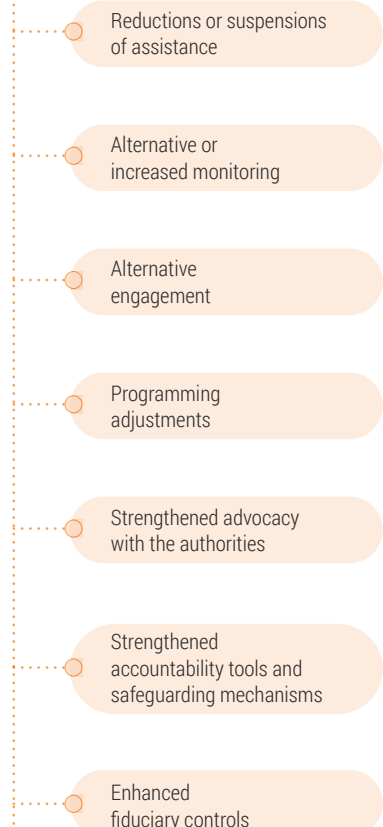 Reductions or suspensions
of assistance
Alternative or
increased monitoring
Alternative
engagement
Programming
adjustments
Strengthened advocacy
with the authorities
Strengthened
accountability tools and
safeguarding mechanisms
Enhanced
fiduciary controls